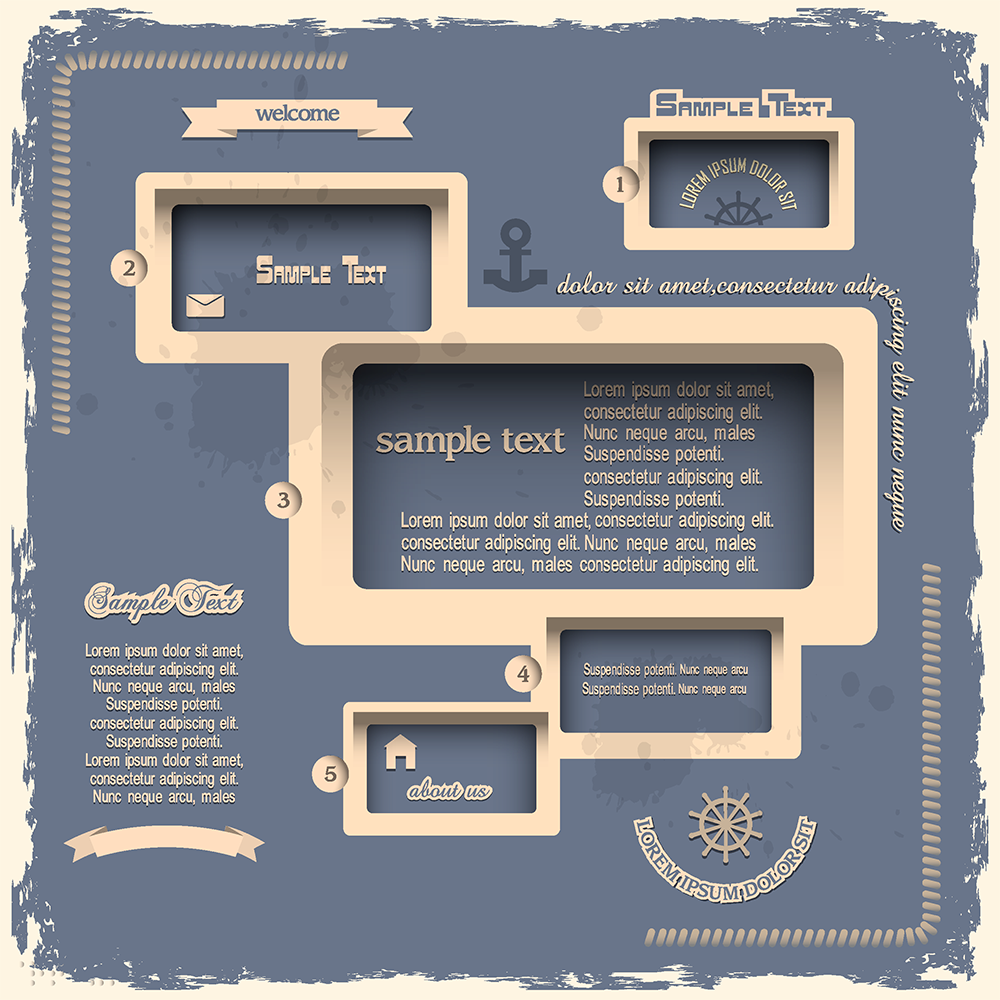 welcome
SAMPLE TEXT
1
LOREM IPSUM DOLOR SIT
2
SAMPLE TEXT
dolor sit amet,consectetur adipiscing elit nunc neque
3
sample text
Lorem ipsum dolor sit amet,
consectetur adipiscing elit.
Nunc neque arcu, males
Suspendisse potenti.
consectetur adipiscing elit.
Suspendisse potenti.
Lorem ipsum dolor sit amet, consectetur adipiscing elit.
consectetur adipiscing elit. Nunc neque arcu, males
Nunc neque arcu, males consectetur adipiscing elit.
Sample Text
Lorem ipsum dolor sit amet,
consectetur adipiscing elit.
Nunc neque arcu, males
Suspendisse potenti.
consectetur adipiscing elit.
Suspendisse potenti.
Lorem ipsum dolor sit amet,
consectetur adipiscing elit.
Nunc neque arcu, males
4
Suspendisse potenti. Nunc neque arcu
Suspendisse potenti. Nunc neque arcu
5
about us
LOREM IPSUM DOLOR SIT